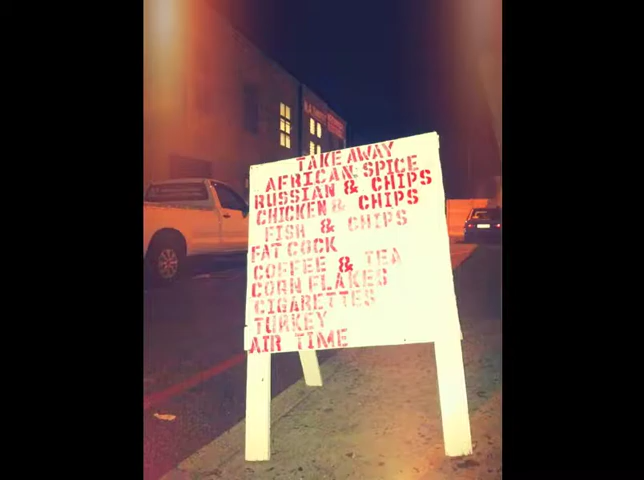 TAKE AWAY
AFRICAN SPICE
RUSSIAN & CHIPS
CHICKEN & CHIPS
FISH & CHIPS
FAT COCK
COFFEE & TEA
CORN FLAKES
CIGARETTES
TURKEY
AIR TIME